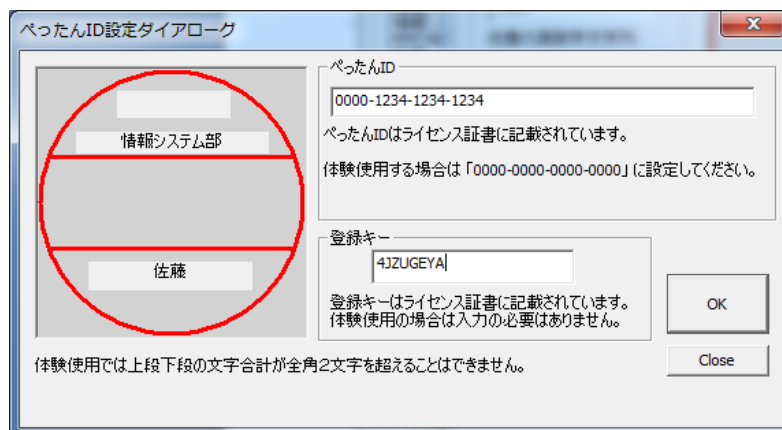 ぺったんID設定ダイアローグ
情報システム部
佐藤
ぺったんID
0000-1234-1234-1234
ぺったんIDはライセンス証書に記載されています。
体験使用する場合は「0000-0000-0000-0000」に設定してください。
登録キー
4JZUGEYA
登録キーはライセンス証書に記載されています。
体験使用の場合は入力の必要はありません。
OK
Close
体験使用では上段下段の文字合計が全角2文字を超えることはできません。